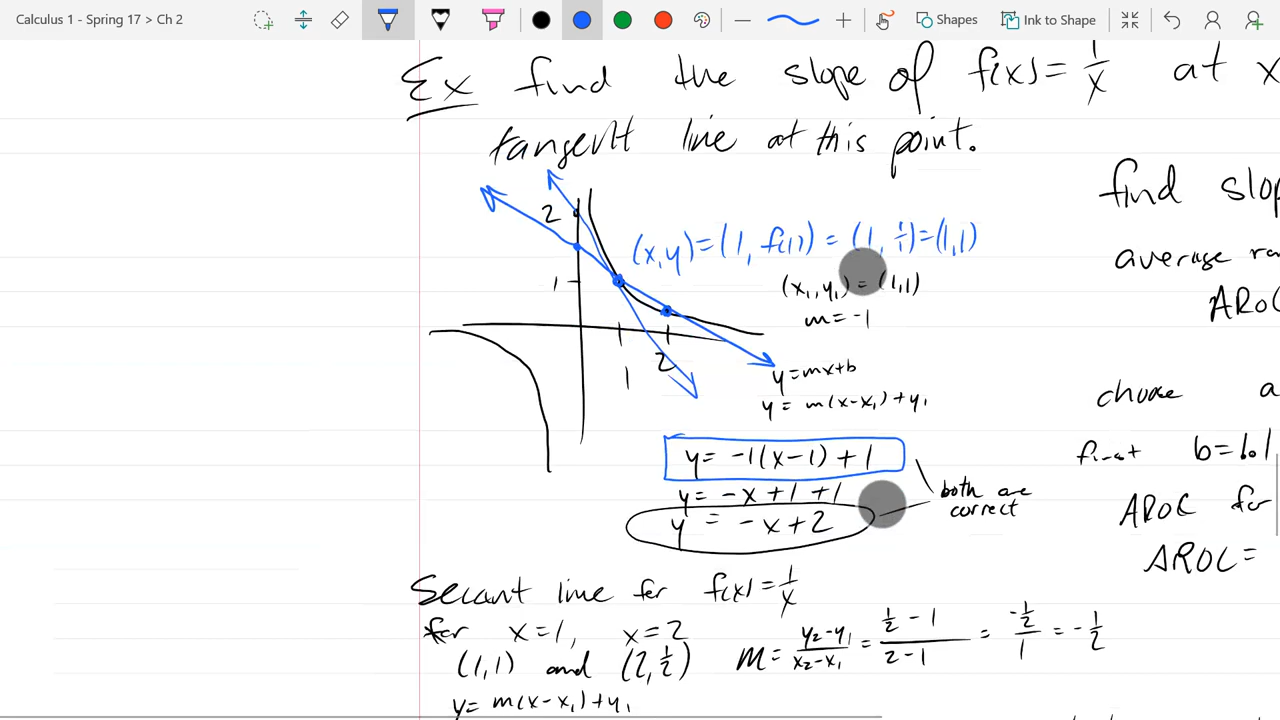 Calculus 1 - Spring 17 > Ch 2
Shapes
Ink to Shape
Ex find the slope of f(x)=1/x at x
tangent line at this point.
2
1
1
2
(x,y)=(1, f(1)) = (1, 1/1)=(1,1)
(x₁,y₁) = (1,1)
m=-1
y=mx+b
y= m(x-x₁)+y₁
y= -1(x-1)+1
y= -x+1+1
y = -x+2
both are
correct
find slop
average ra
AROC
choose a
b=1.01
AROC for
AROC=
Secant line for f(x)=1/x
for x=1, x=2
(1,1) and (2,1/2)
m= (y₂-y₁)/(x₂-x₁) = (1/2 - 1)/(2-1) = (-1/2)/1 = -1/2
y= m(x-x₁)+y₁